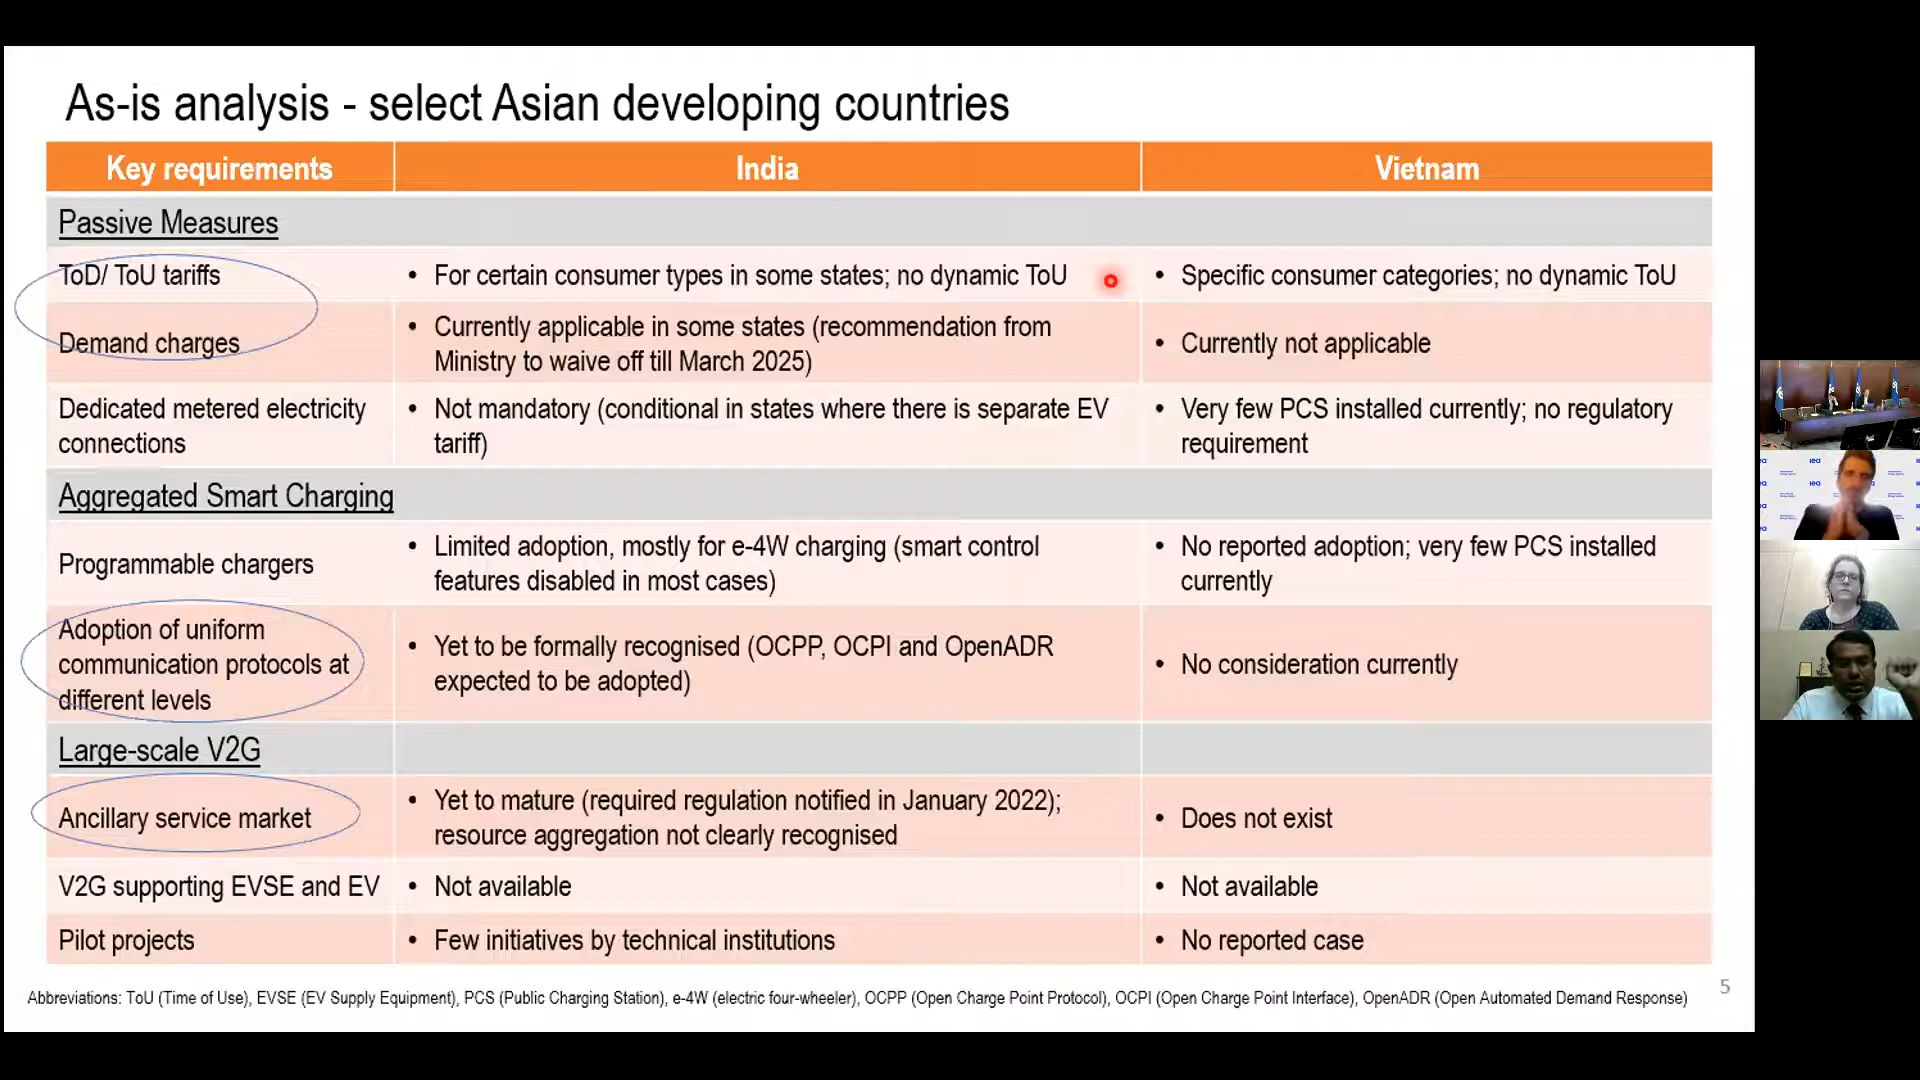 As-is analysis - select Asian developing countries
Key requirements
India
Vietnam
Passive Measures
ToD/ ToU tariffs
• For certain consumer types in some states; no dynamic ToU
• Specific consumer categories; no dynamic ToU
Demand charges
• Currently applicable in some states (recommendation from
Ministry to waive off till March 2025)
• Currently not applicable
Dedicated metered electricity
connections
• Not mandatory (conditional in states where there is separate EV
tariff)
• Very few PCS installed currently; no regulatory
requirement
Aggregated Smart Charging
Programmable chargers
• Limited adoption, mostly for e-4W charging (smart control
features disabled in most cases)
• No reported adoption; very few PCS installed
currently
Adoption of uniform
communication protocols at
different levels
• Yet to be formally recognised (OCPP, OCPI and OpenADR
expected to be adopted)
• No consideration currently
Large-scale V2G
Ancillary service market
• Yet to mature (required regulation notified in January 2022);
resource aggregation not clearly recognised
• Does not exist
V2G supporting EVSE and EV
• Not available
• Not available
Pilot projects
• Few initiatives by technical institutions
• No reported case
Abbreviations: ToU (Time of Use), EVSE (EV Supply Equipment), PCS (Public Charging Station), e-4W (electric four-wheeler), OCPP (Open Charge Point Protocol), OCPI (Open Charge Point Interface), OpenADR (Open Automated Demand Response)
5
iea
iea